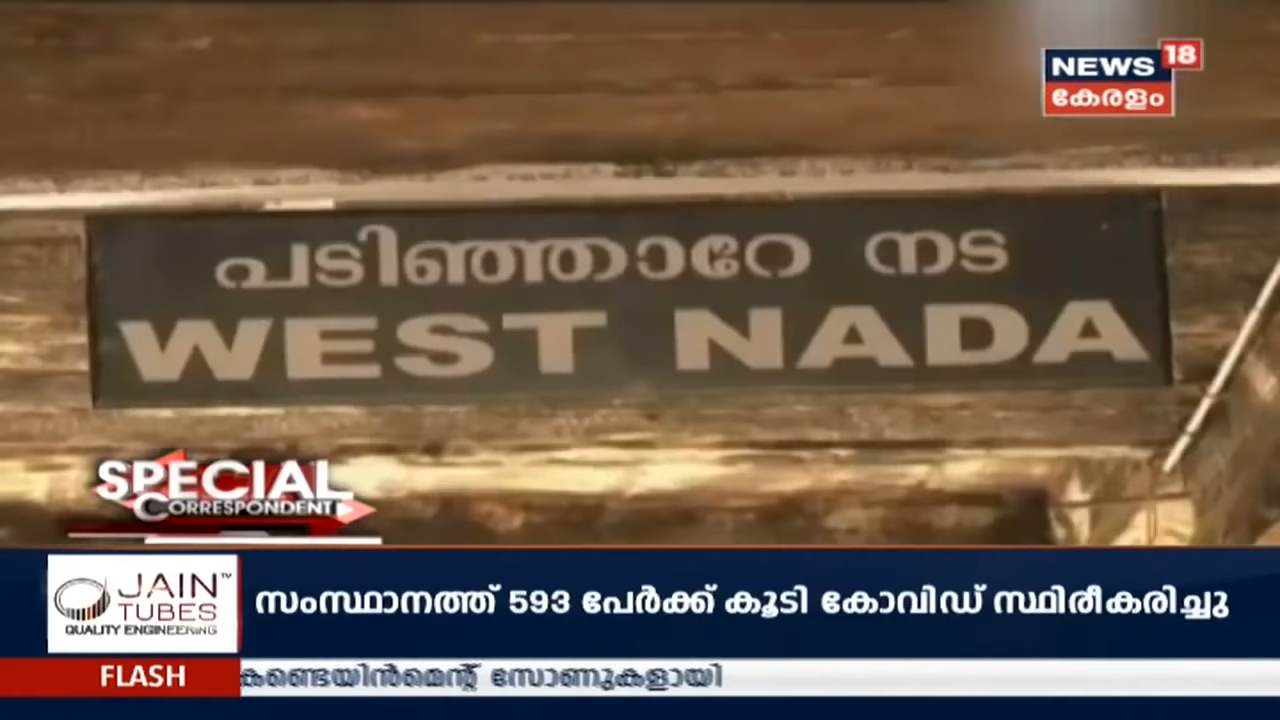 NEWS 18
കേരളം
പടിഞ്ഞാറേ നട
WEST NADA
SPECIAL
CORRESPONDENT
JAIN™
TUBES
QUALITY ENGINEERING
സംസ്ഥാനത്ത് 593 പേർക്ക് കൂടി കോവിഡ് സ്ഥിരീകരിച്ചു
FLASH കണ്ടെയിൻമെന്റ് സോണുകളായി